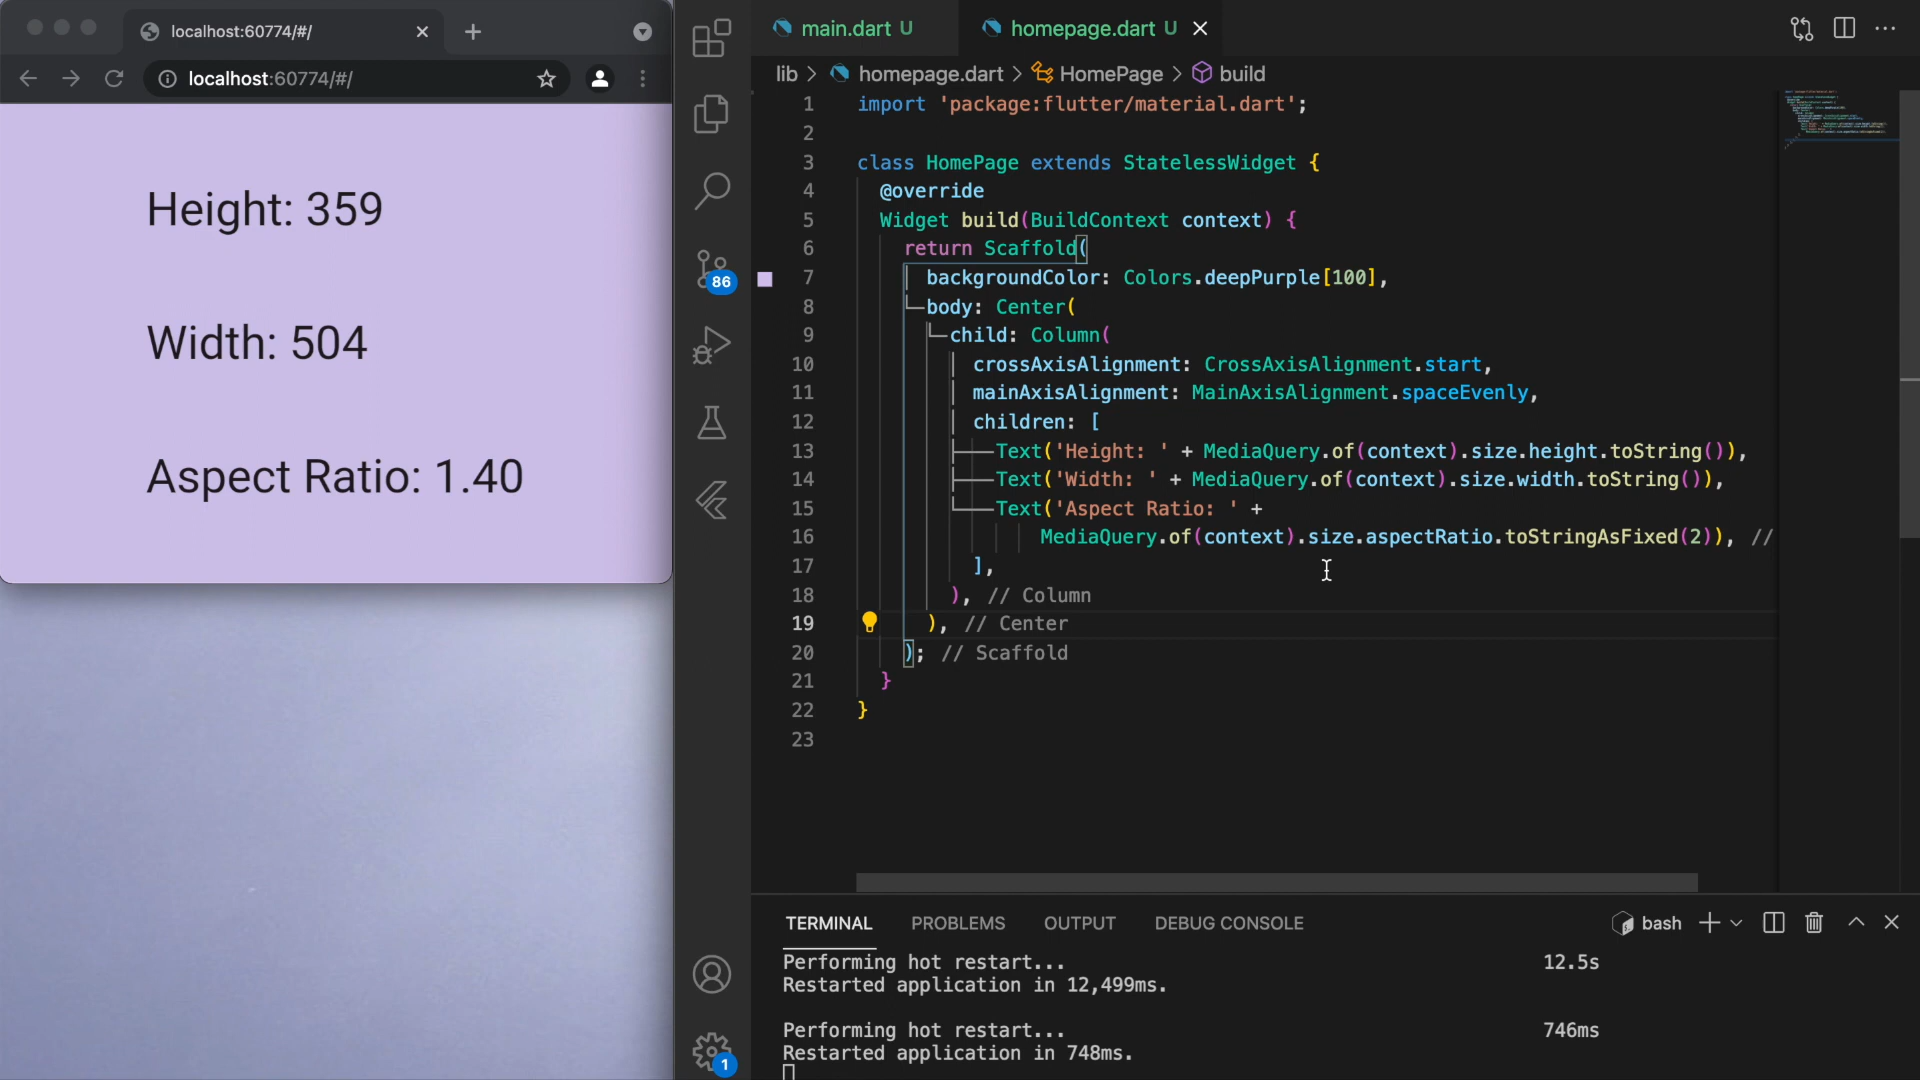 localhost:60774/#/
localhost:60774/#/
Height: 359
Width: 504
Aspect Ratio: 1.40
86
1
main.dart U
homepage.dart U
lib > homepage.dart > HomePage > build
1 import 'package:flutter/material.dart';
2
3 class HomePage extends StatelessWidget {
4 @override
5 Widget build(BuildContext context) {
6 return Scaffold(
7 backgroundColor: Colors.deepPurple[100],
8 body: Center(
9 child: Column(
10 crossAxisAlignment: CrossAxisAlignment.start,
11 mainAxisAlignment: MainAxisAlignment.spaceEvenly,
12 children: [
13 Text('Height: ' + MediaQuery.of(context).size.height.toString()),
14 Text('Width: ' + MediaQuery.of(context).size.width.toString()),
15 Text('Aspect Ratio: ' +
16 MediaQuery.of(context).size.aspectRatio.toStringAsFixed(2)), //
17 ],
18 ), // Column
19 ), // Center
20 ); // Scaffold
21 }
22 }
23
TERMINAL PROBLEMS OUTPUT DEBUG CONSOLE bash
Performing hot restart... 12.5s
Restarted application in 12,499ms.
Performing hot restart... 746ms
Restarted application in 748ms.